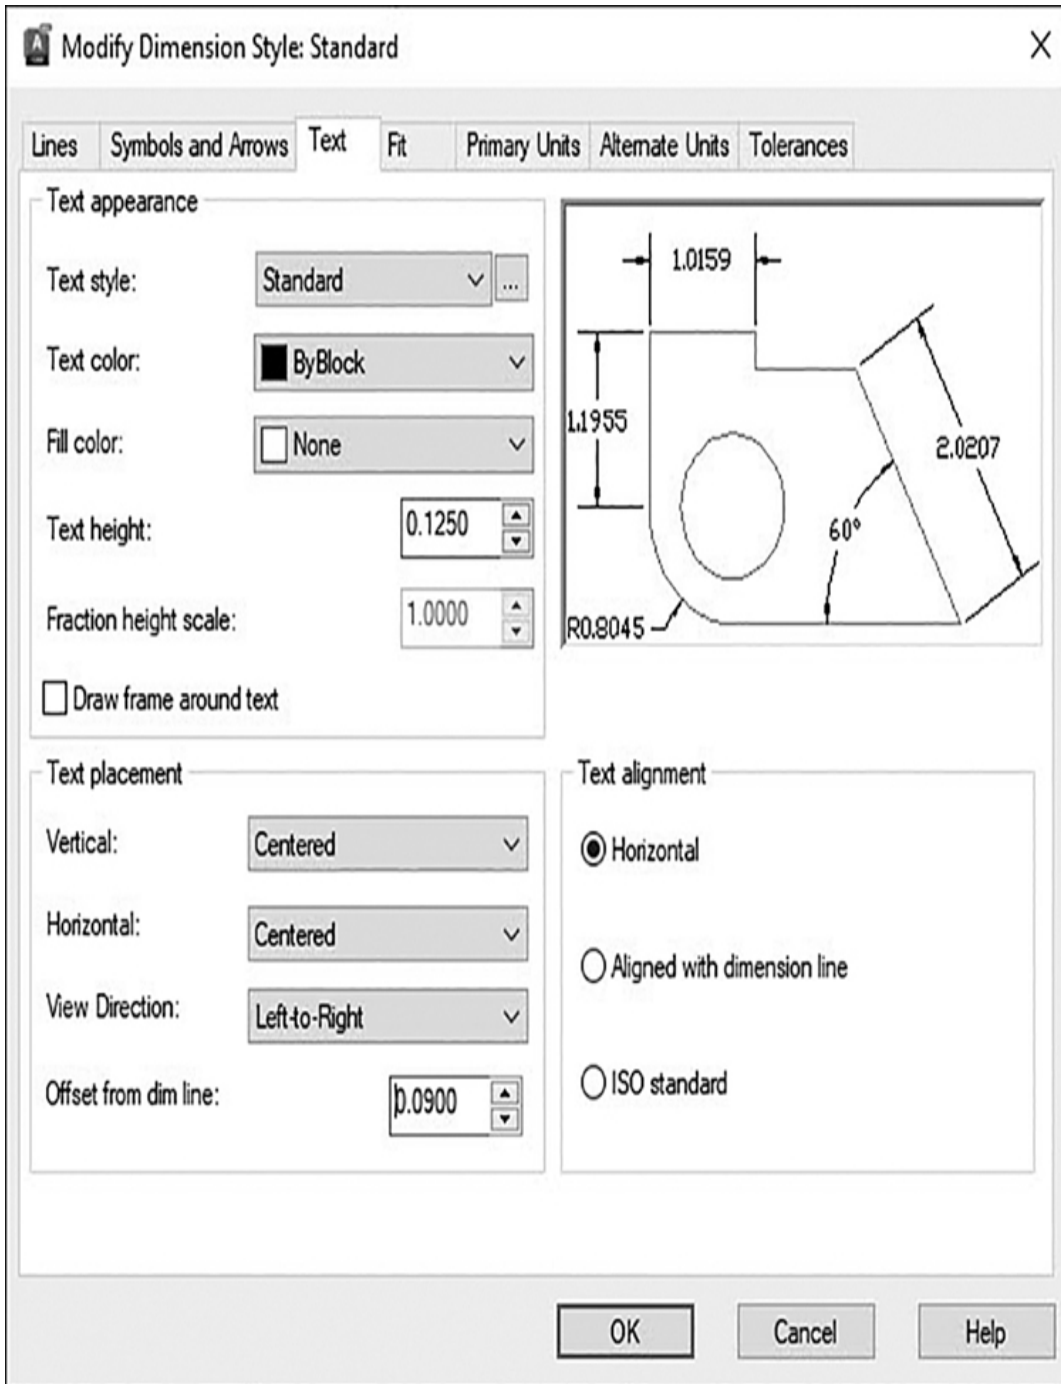 Modify Dimension Style: Standard
X
Lines Symbols and Arrows Text Fit Primary Units Alternate Units Tolerances
Text appearance
Text style: Standard ...
Text color: ByBlock
Fill color: None
Text height: 0.1250
Fraction height scale: 1.0000
Draw frame around text
1.0159
1.1955
2.0207
60°
R0.8045
Text placement
Vertical: Centered
Horizontal: Centered
View Direction: Left-to-Right
Offset from dim line: 0.0900
Text alignment
Horizontal
Aligned with dimension line
ISO standard
OK Cancel Help